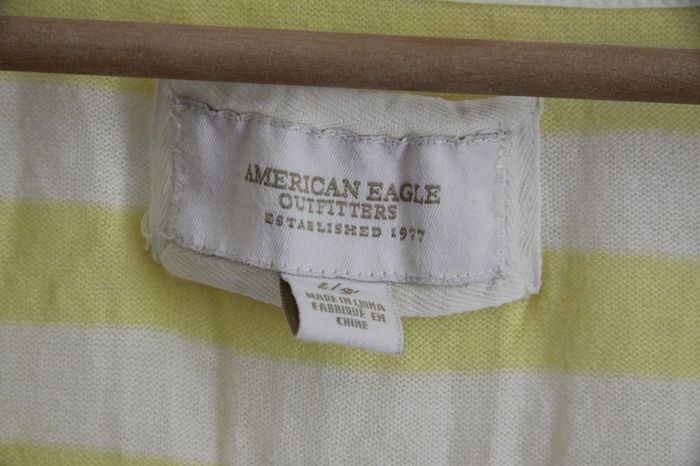 AMERICAN EAGLE
OUTFITTERS
ESTABLISHED 1977
MADE IN CHINA
FABRIQUÉ EN
CHINE